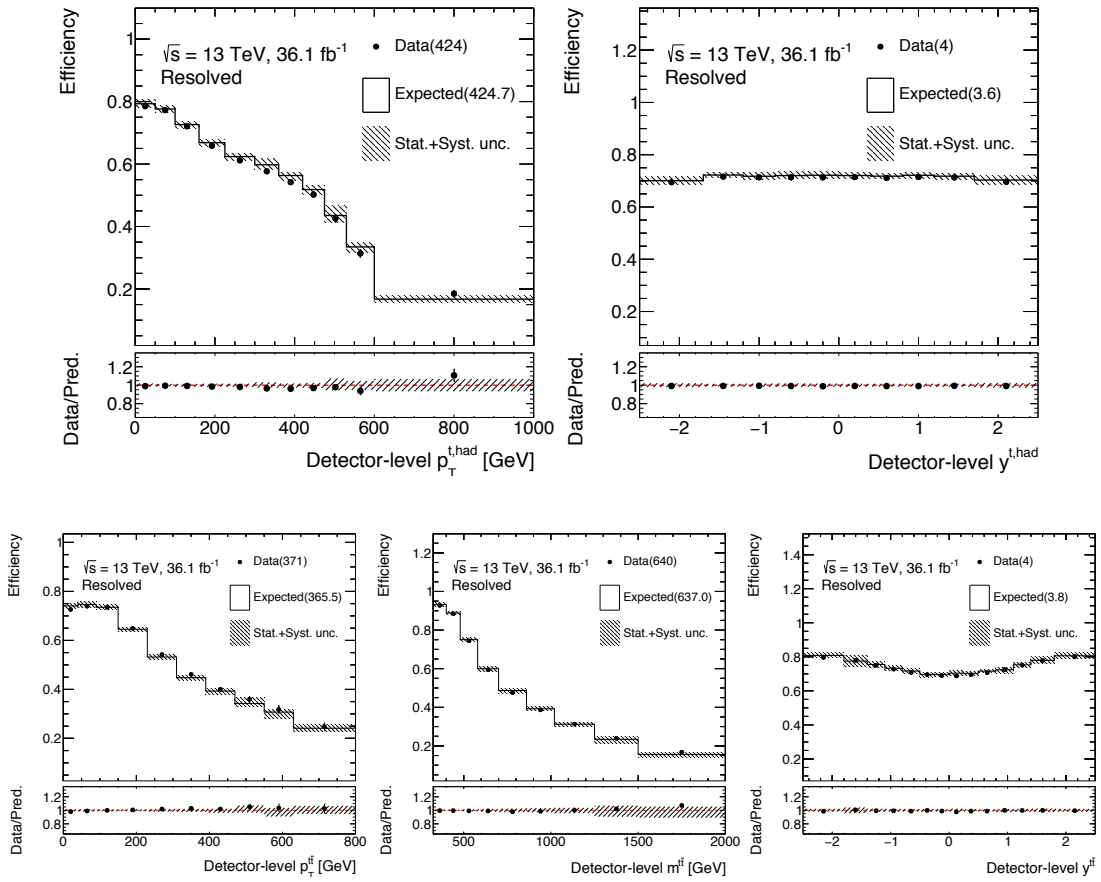 Efficiency
1
0.8
0.6
0.4
0.2
√s = 13 TeV, 36.1 fb⁻¹
Resolved
Data(424)
Expected(424.7)
Stat.+Syst. unc.
Data/Pred.
1.2
1
0.8
0 200 400 600 800 1000
Detector-level p_T^{t,had} [GeV]
Efficiency
1.2
1
0.8
0.6
0.4
0.2
√s = 13 TeV, 36.1 fb⁻¹
Resolved
Data(4)
Expected(3.6)
Stat.+Syst. unc.
Data/Pred.
1.2
1
0.8
−2 −1 0 1 2
Detector-level y^{t,had}
Efficiency
1
0.8
0.6
0.4
0.2
√s = 13 TeV, 36.1 fb⁻¹
Resolved
Data(371)
Expected(365.5)
Stat.+Syst. unc.
Data/Pred.
1.2
1
0.8
0 200 400 600 800
Detector-level p_T^{tt̄} [GeV]
Efficiency
1.2
1
0.8
0.6
0.4
0.2
√s = 13 TeV, 36.1 fb⁻¹
Resolved
Data(640)
Expected(637.0)
Stat.+Syst. unc.
Data/Pred.
1.2
1
0.8
500 1000 1500 2000
Detector-level m^{tt̄} [GeV]
Efficiency
1.4
1.2
1
0.8
0.6
0.4
0.2
√s = 13 TeV, 36.1 fb⁻¹
Resolved
Data(4)
Expected(3.8)
Stat.+Syst. unc.
Data/Pred.
1.2
1
0.8
−2 −1 0 1 2
Detector-level y^{tt̄}